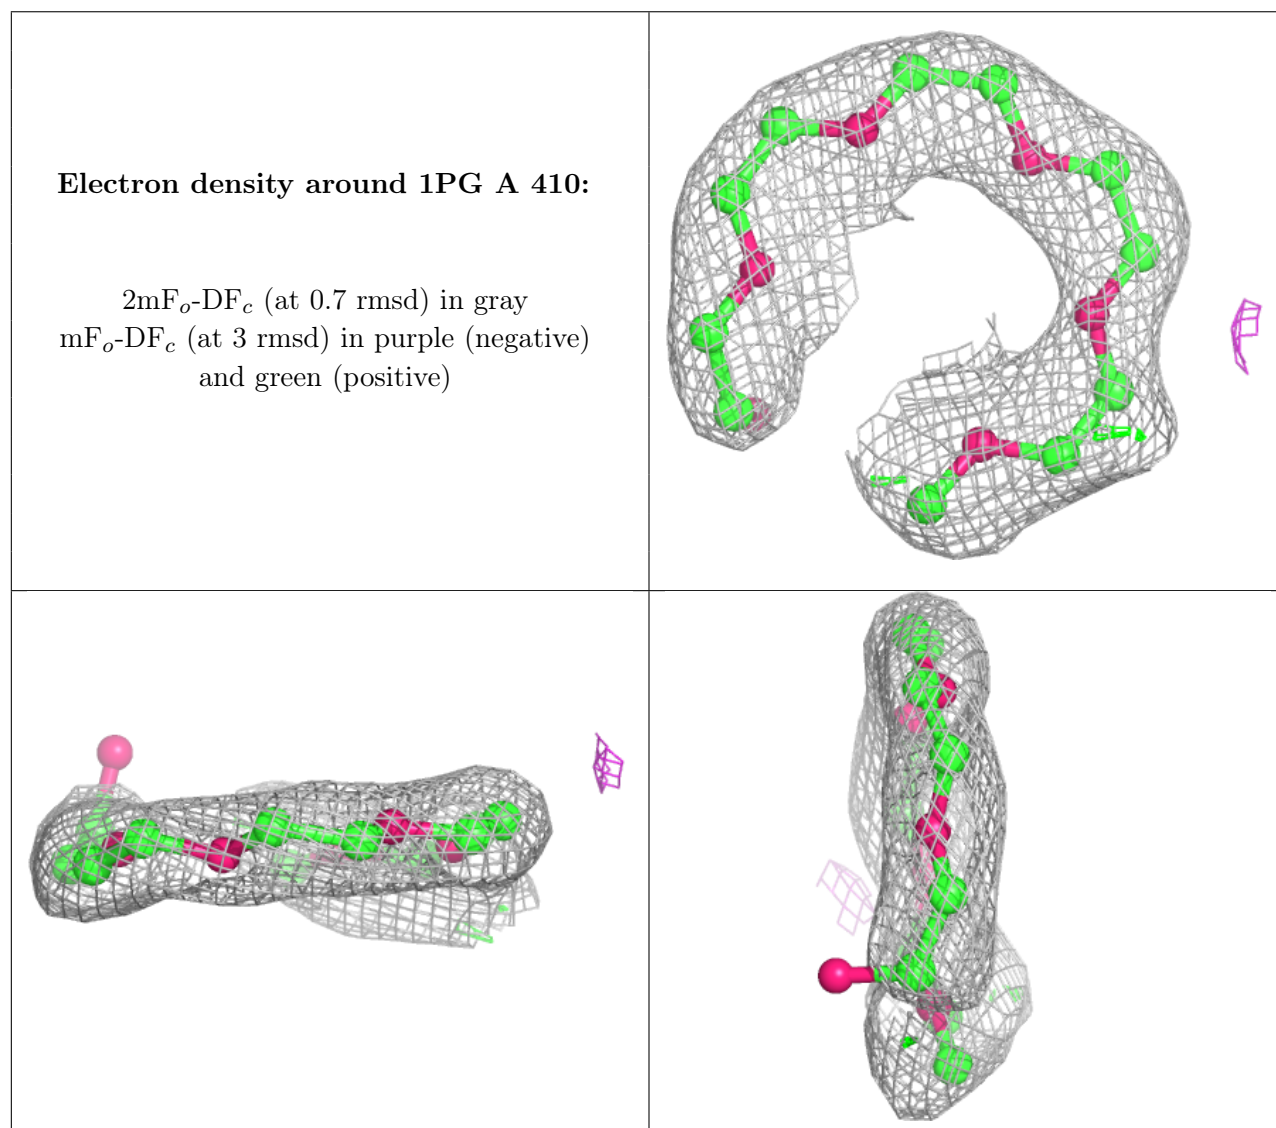 Electron density around 1PG A 410:
2mFo-DFc (at 0.7 rmsd) in gray
mFo-DFc (at 3 rmsd) in purple (negative)
and green (positive)